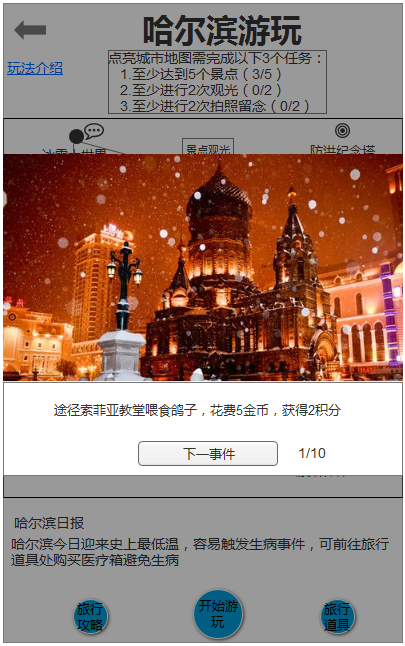 哈尔滨游玩
玩法介绍
点亮城市地图需完成以下3个任务：
1.至少达到5个景点（3/5）
2.至少进行2次观光（0/2）
3.至少进行2次拍照留念（0/2）
冰雪大世界
景点观光
防洪纪念塔
途径索菲亚教堂喂食鸽子，花费5金币，获得2积分
下一事件
1/10
哈尔滨日报
哈尔滨今日迎来史上最低温，容易触发生病事件，可前往旅行
道具处购买医疗箱避免生病
旅行
攻略
开始游
玩
旅行
道具